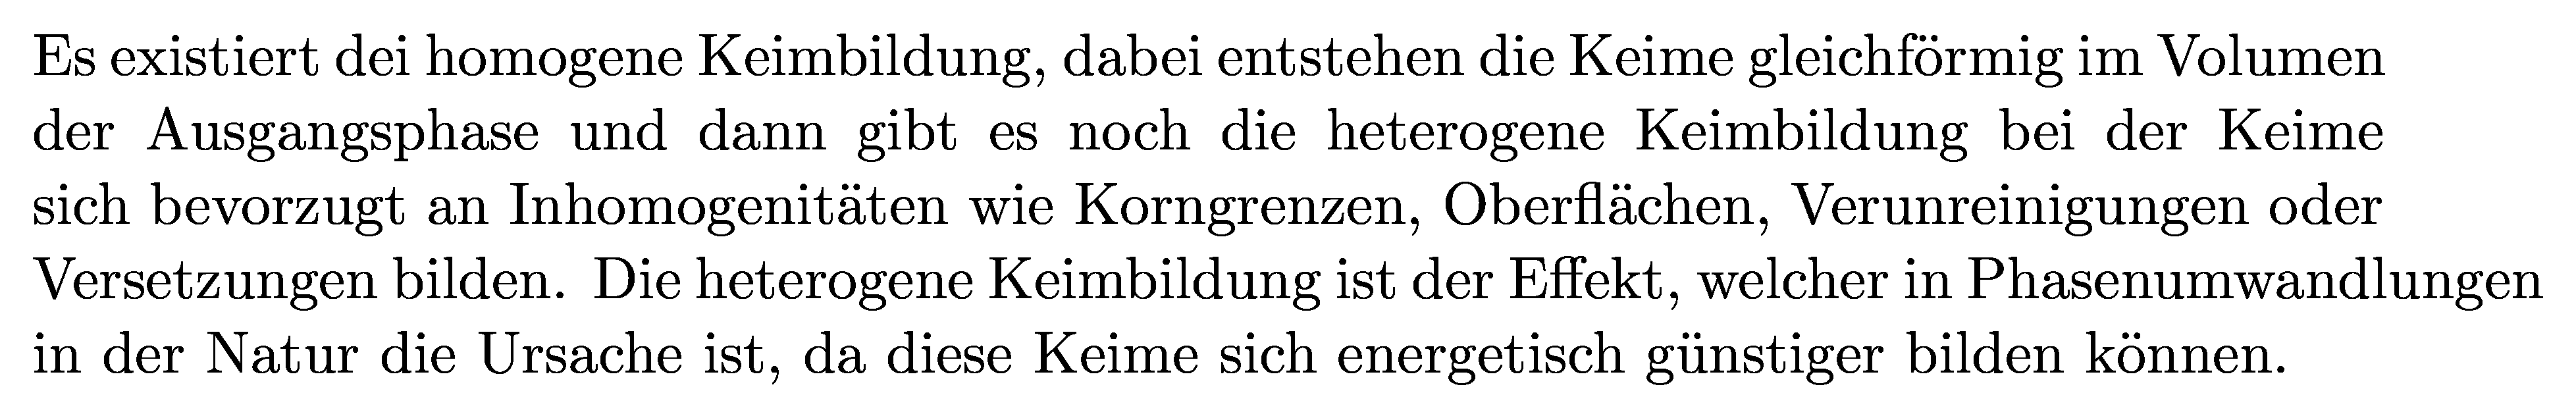 Es existiert dei homogene Keimbildung, dabei entstehen die Keime gleichförmig im Volumen
der Ausgangsphase und dann gibt es noch die heterogene Keimbildung bei der Keime
sich bevorzugt an Inhomogenitäten wie Korngrenzen, Oberflächen, Verunreinigungen oder
Versetzungen bilden. Die heterogene Keimbildung ist der Effekt, welcher in Phasenumwandlungen
in der Natur die Ursache ist, da diese Keime sich energetisch günstiger bilden können.